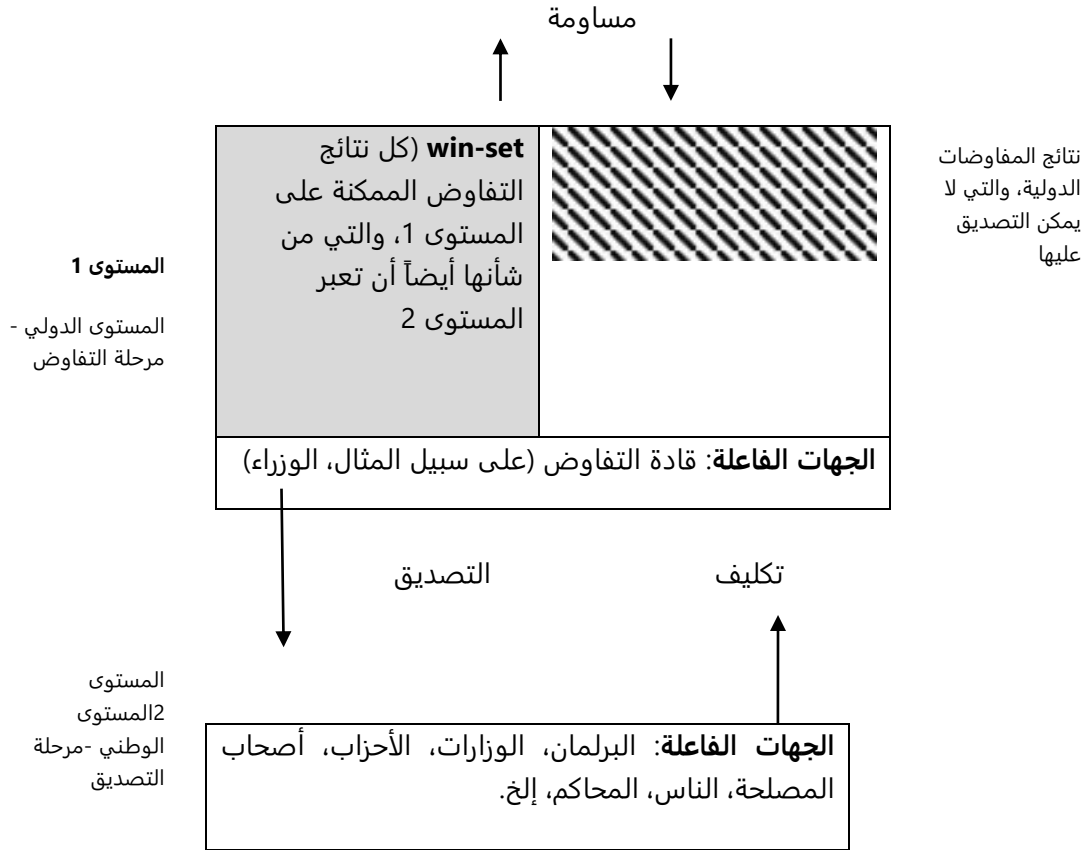 مساومة
win-set (كل نتائج
التفاوض الممكنة على
المستوى 1، والتي من
شأنها أيضاً أن تعبر
المستوى 2
نتائج المفاوضات
الدولية، والتي لا
يمكن التصديق
عليها
المستوى 1
المستوى الدولي -
مرحلة التفاوض
الجهات الفاعلة: قادة التفاوض (على سبيل المثال، الوزراء)
تكليف
التصديق
المستوى
2المستوى
الوطني -مرحلة
التصديق
الجهات الفاعلة: البرلمان، الوزارات، الأحزاب، أصحاب
المصلحة، الناس، المحاكم، إلخ.